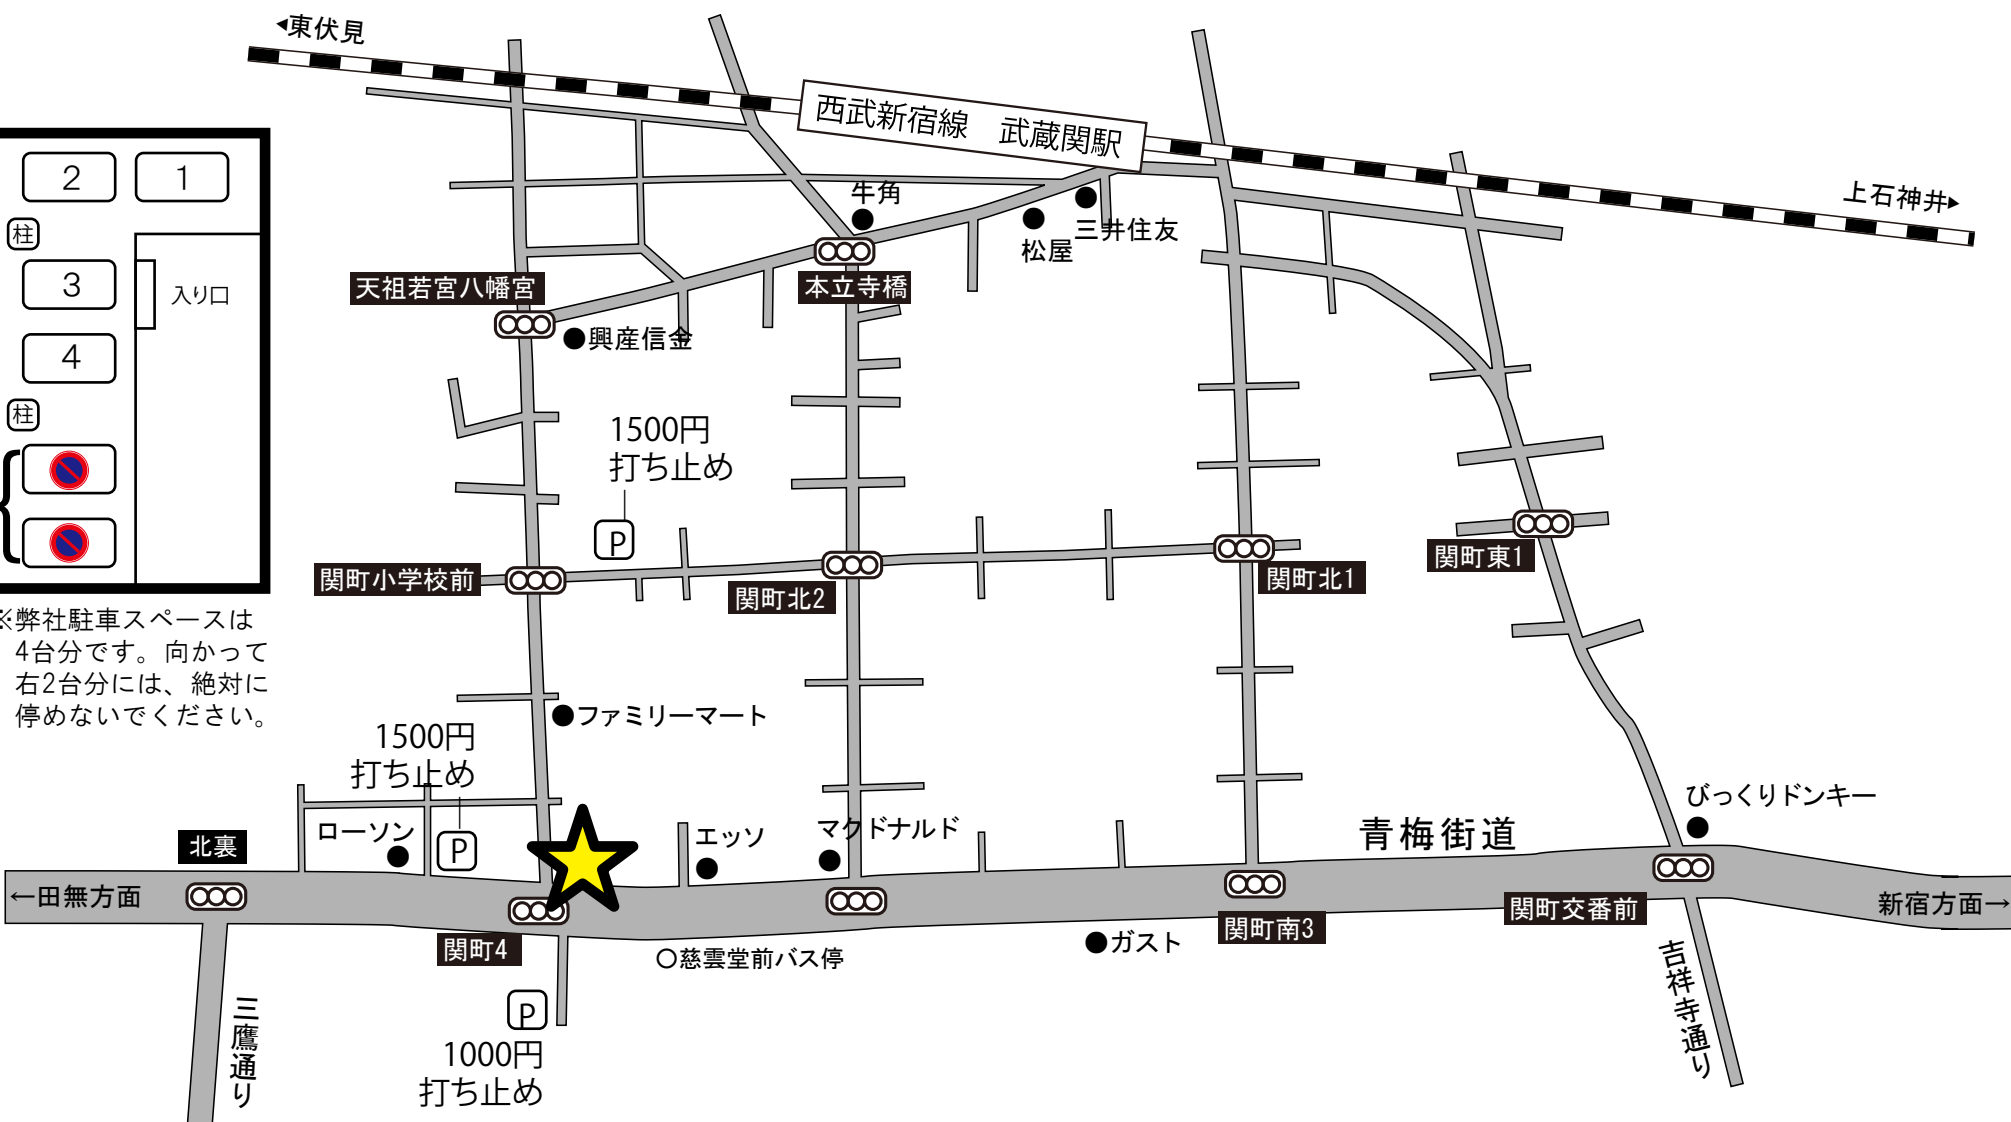 ◂東伏見
西武新宿線　武蔵関駅
上石神井▸
2
1
柱
3
入り口
4
柱
※弊社駐車スペースは
4台分です。向かって
右2台分には、絶対に
停めないでください。
牛角
松屋
三井住友
天祖若宮八幡宮
本立寺橋
興産信金
1500円
打ち止め
P
関町小学校前
関町北2
関町北1
関町東1
ファミリーマート
1500円
打ち止め
P
ローソン
エッソ
マクドナルド
青梅街道
びっくりドンキー
北裏
←田無方面
新宿方面→
関町4
慈雲堂前バス停
ガスト
関町南3
関町交番前
三鷹通り
吉祥寺通り
P
1000円
打ち止め